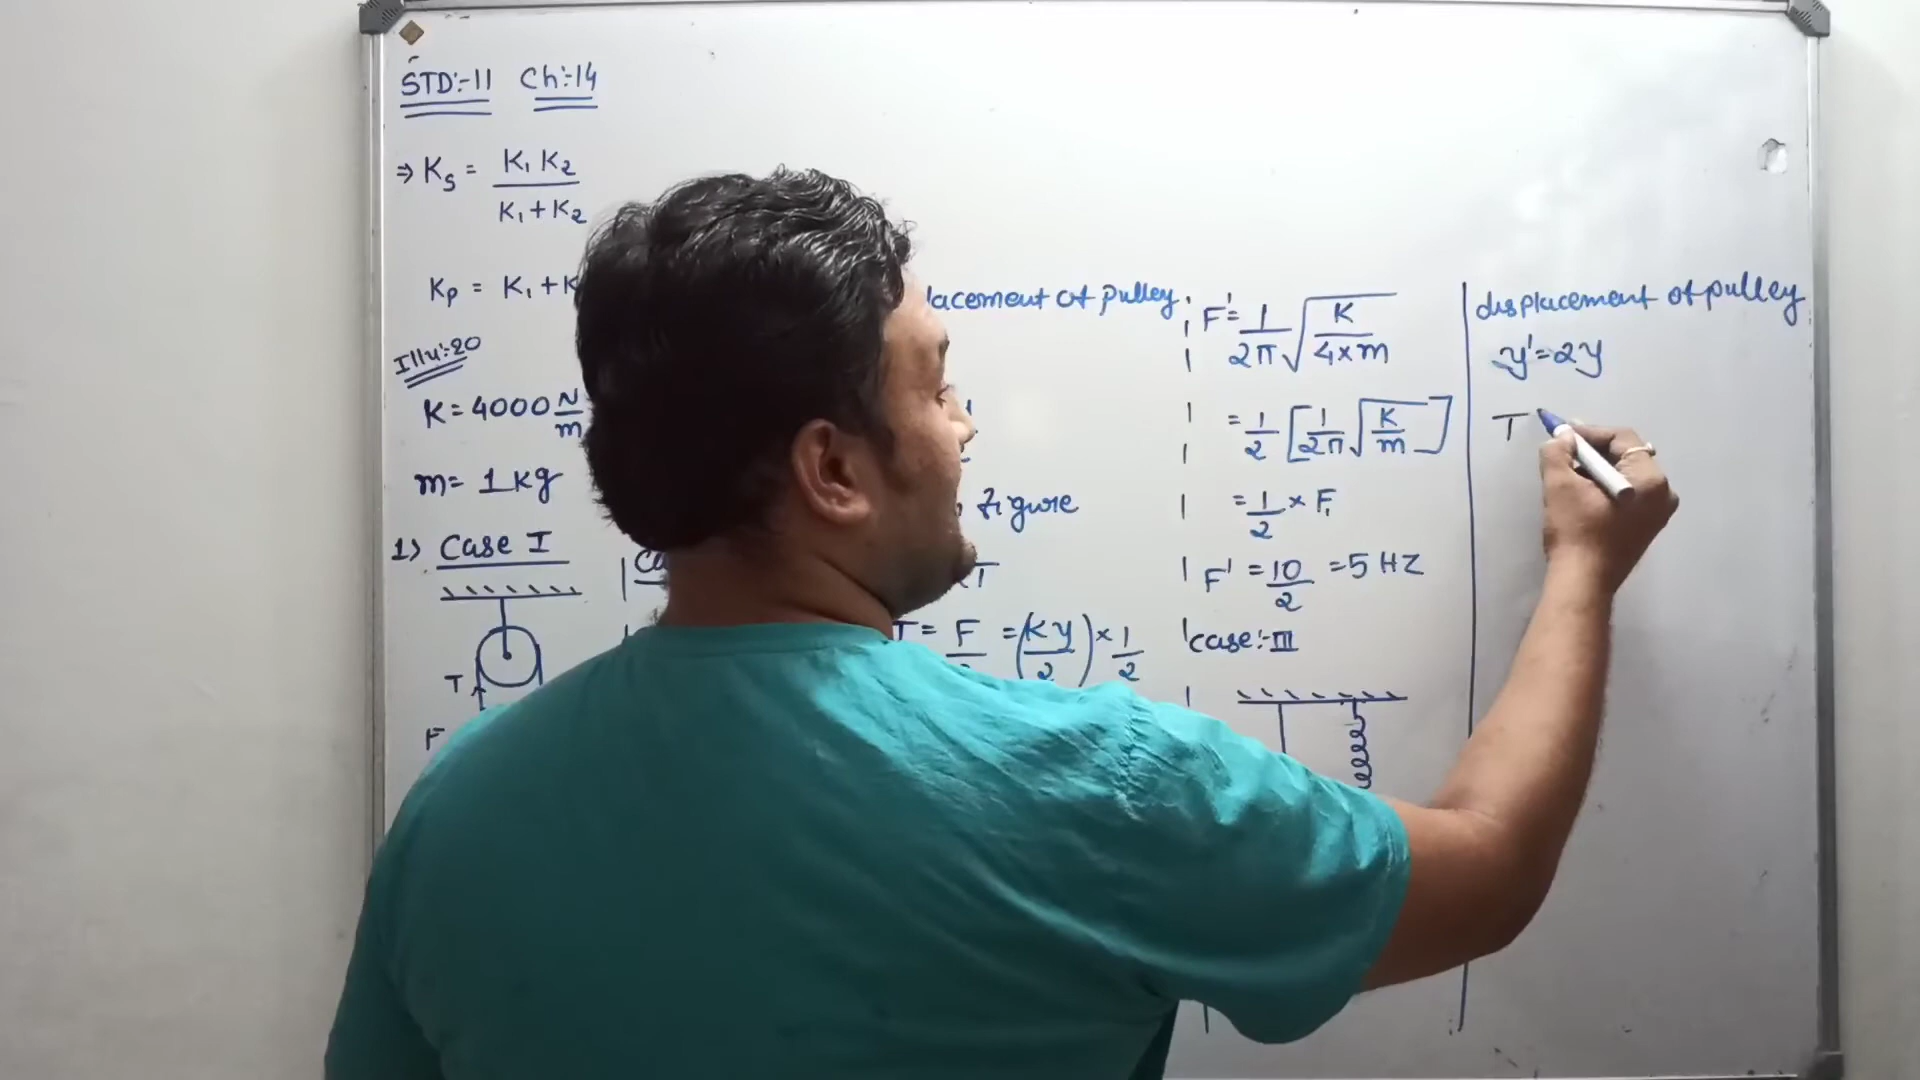 STD:-11 Ch:-14
⇒ Ks = K1 K2 / K1 + K2
Kp = K1 + K
Illu:-20
K = 4000 N/m
m = 1 kg
1) Case I
T
F
lacement of pulley
figure
T = F = (Ky/2) × 1/2
F' = 1/2π √(K/4×m)
= 1/2 [1/2π √(K/m)]
= 1/2 × F1
F' = 10/2 = 5 HZ
case:-III
displacement of pulley
y' = 2y
T